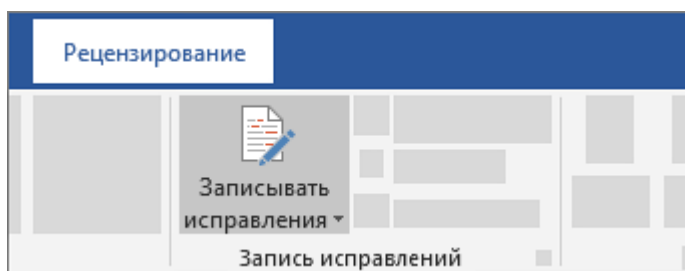 Рецензирование
Записывать
исправления
Запись исправлений